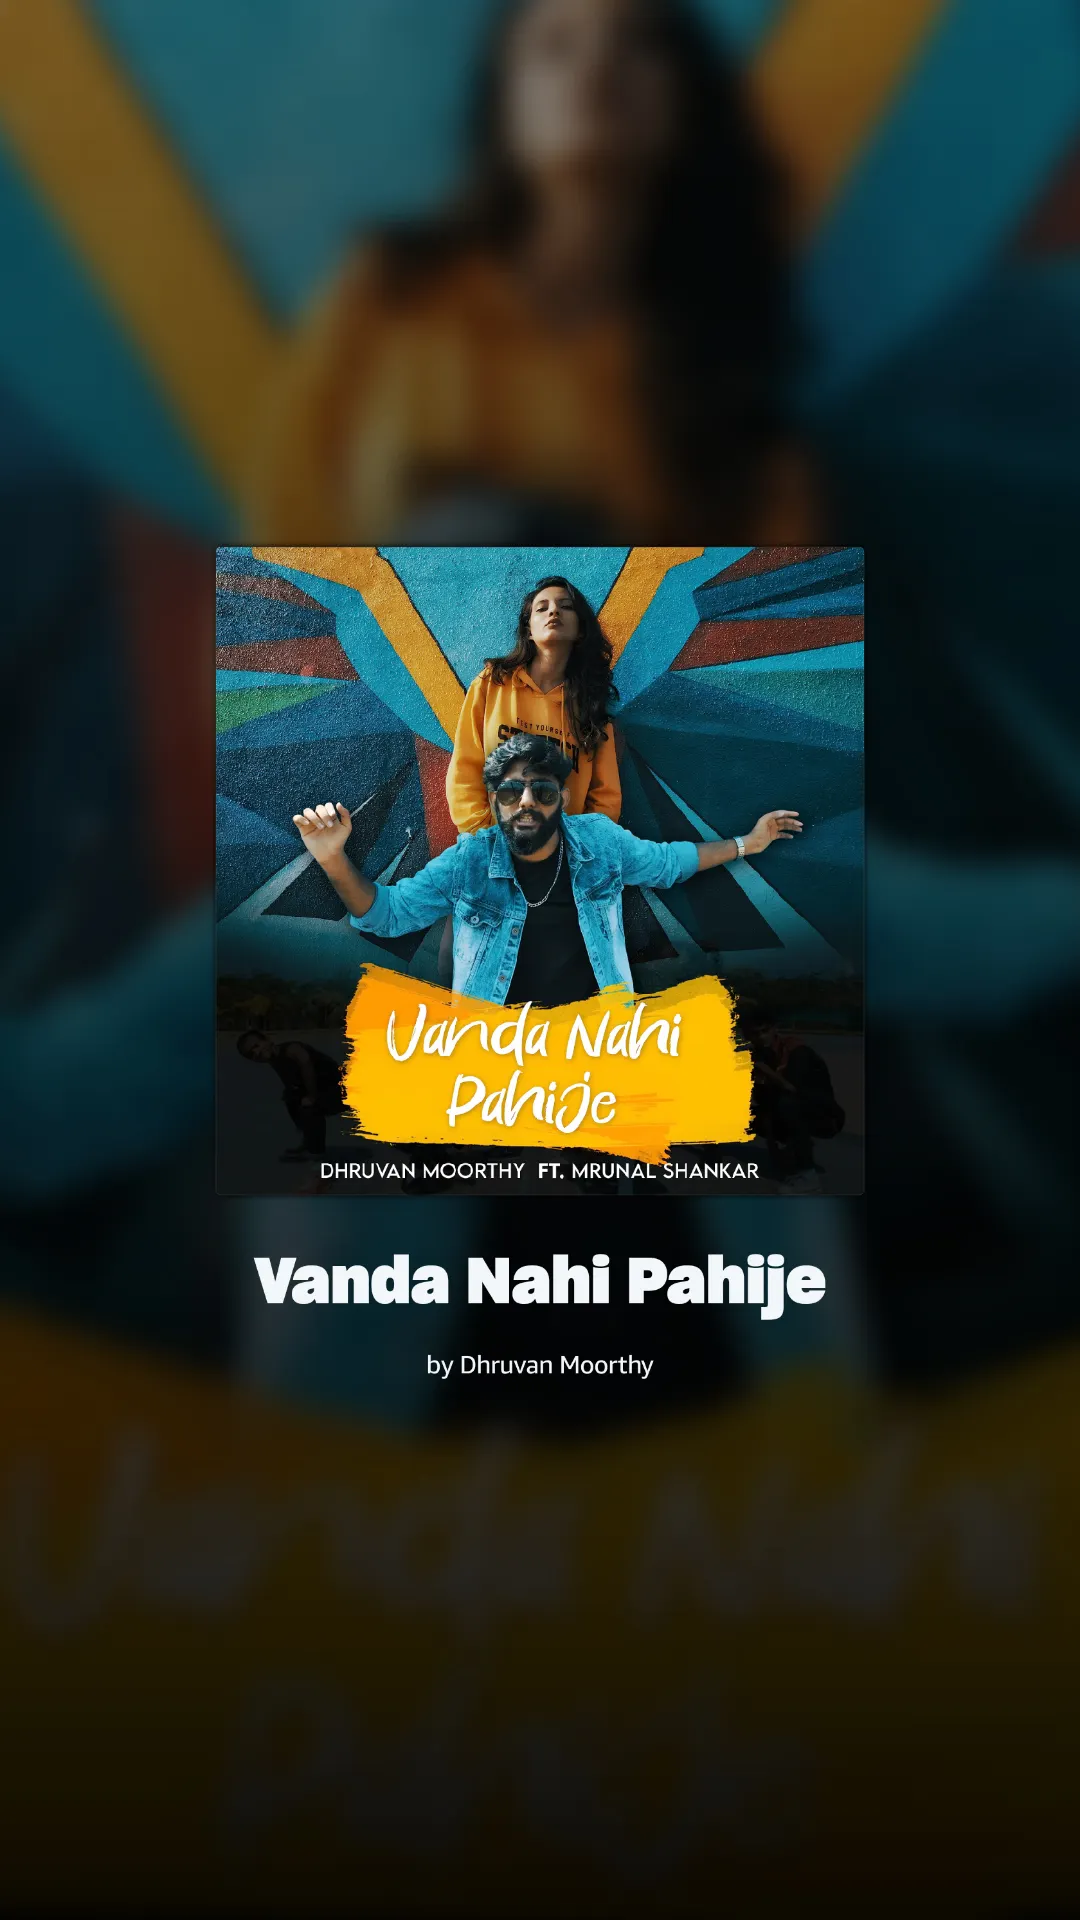 Vanda Nahi
Pahije
DHRUVAN MOORTHY FT. MRUNAL SHANKAR
Vanda Nahi Pahije
by Dhruvan Moorthy